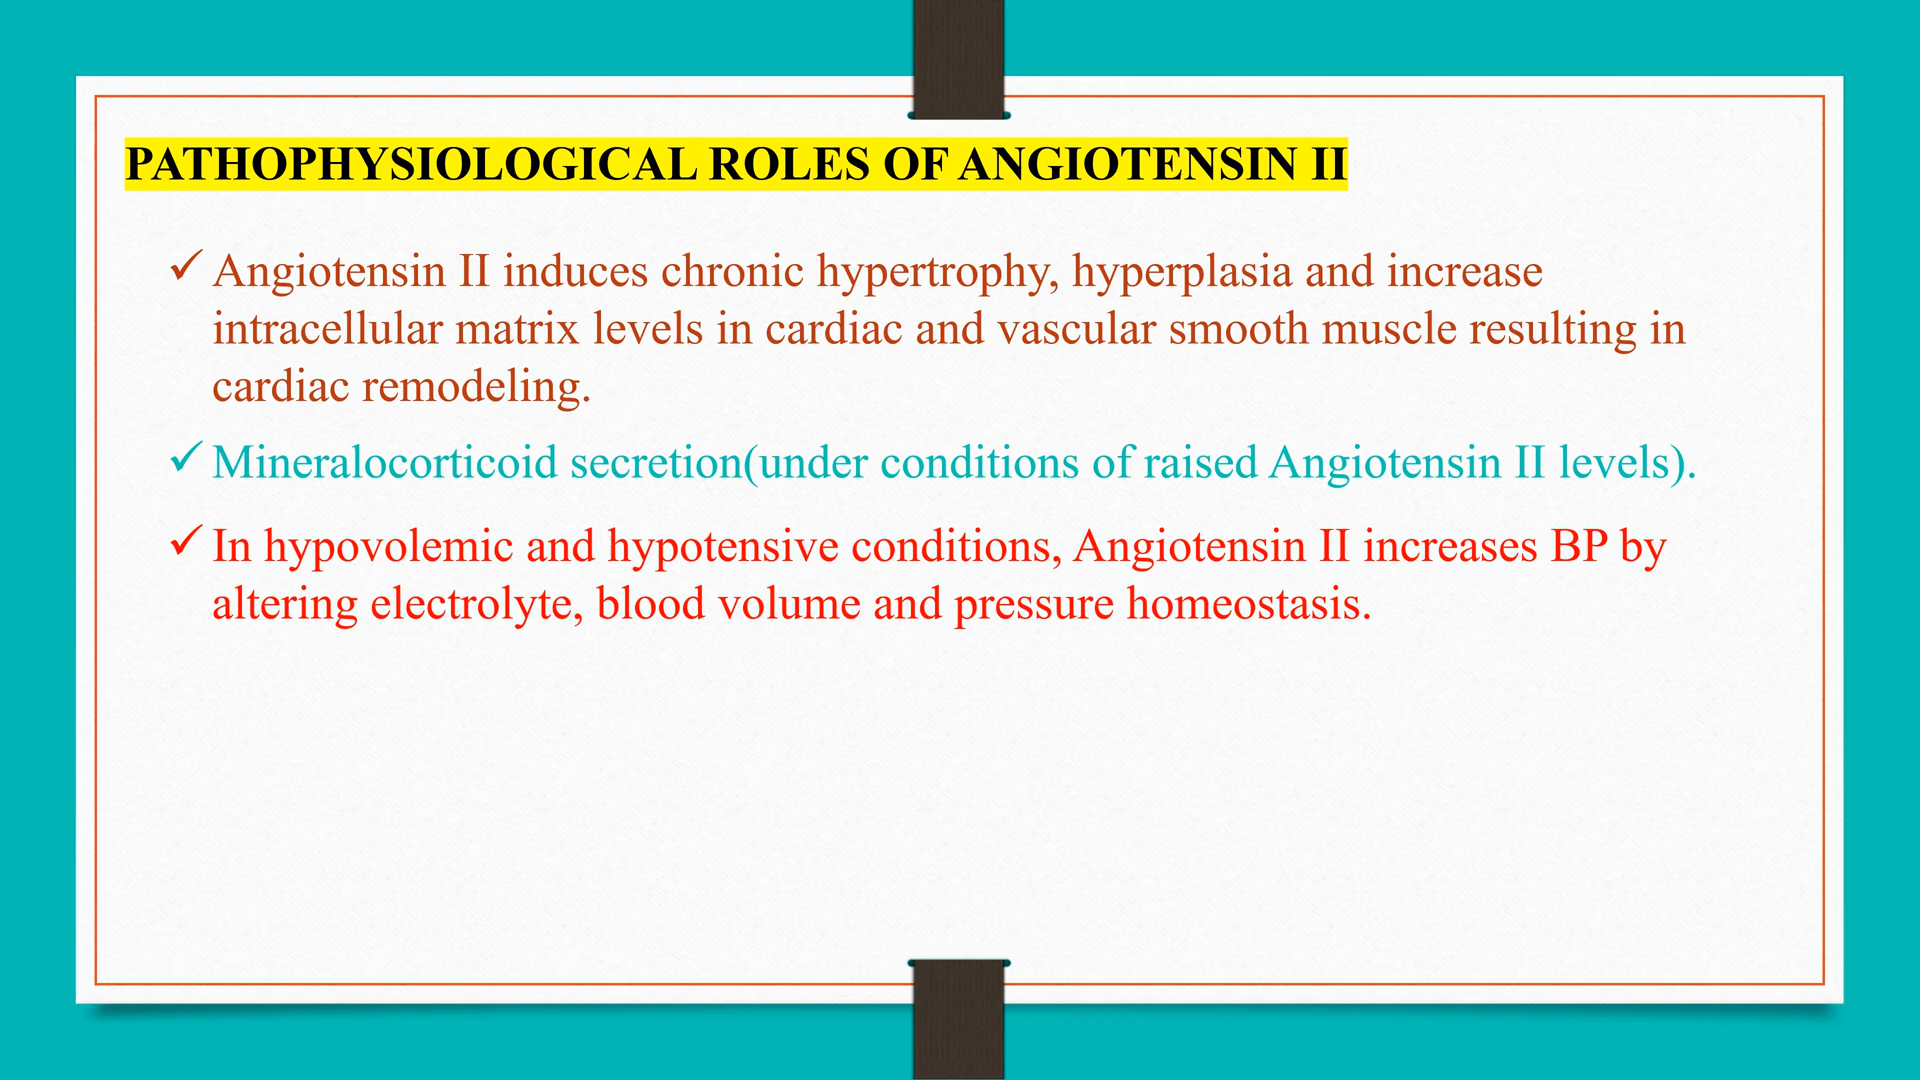 PATHOPHYSIOLOGICAL ROLES OF ANGIOTENSIN II
✓ Angiotensin II induces chronic hypertrophy, hyperplasia and increase
intracellular matrix levels in cardiac and vascular smooth muscle resulting in
cardiac remodeling.
✓ Mineralocorticoid secretion(under conditions of raised Angiotensin II levels).
✓ In hypovolemic and hypotensive conditions, Angiotensin II increases BP by
altering electrolyte, blood volume and pressure homeostasis.